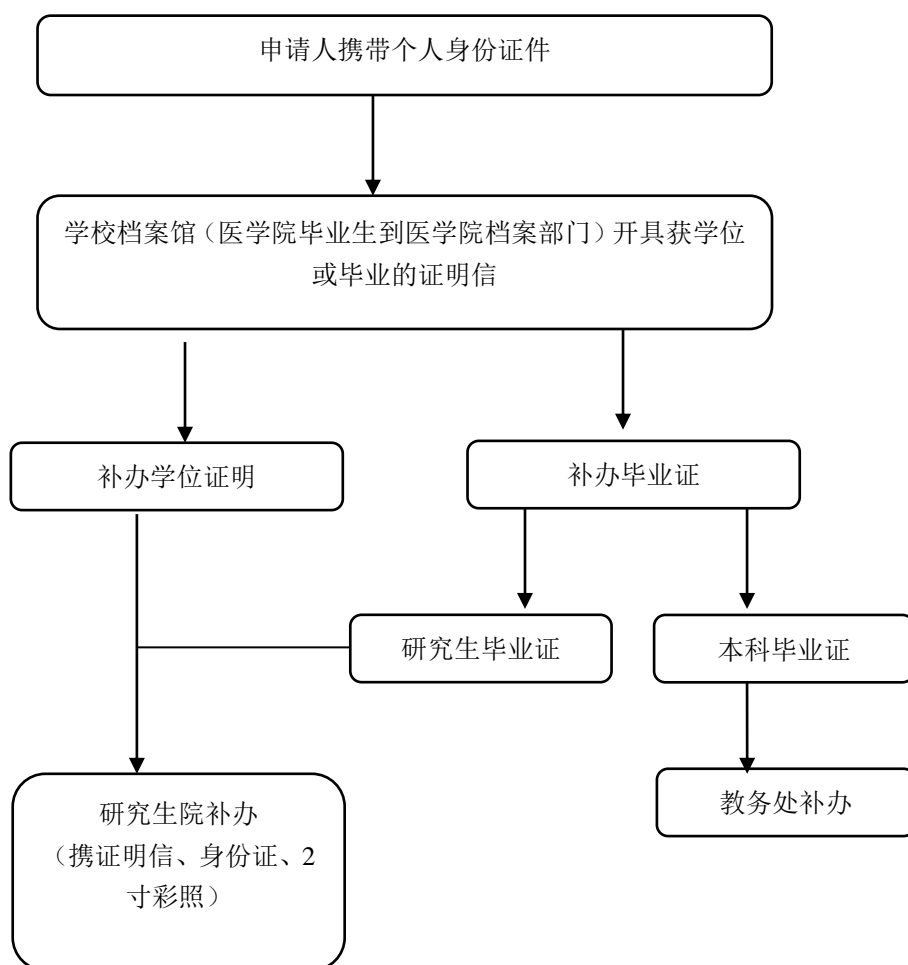 申请人携带个人身份证件
学校档案馆（医学院毕业生到医学院档案部门）开具获学位
或毕业的证明信
补办学位证明
补办毕业证
研究生毕业证
本科毕业证
研究生院补办
（携证明信、身份证、2
寸彩照）
教务处补办